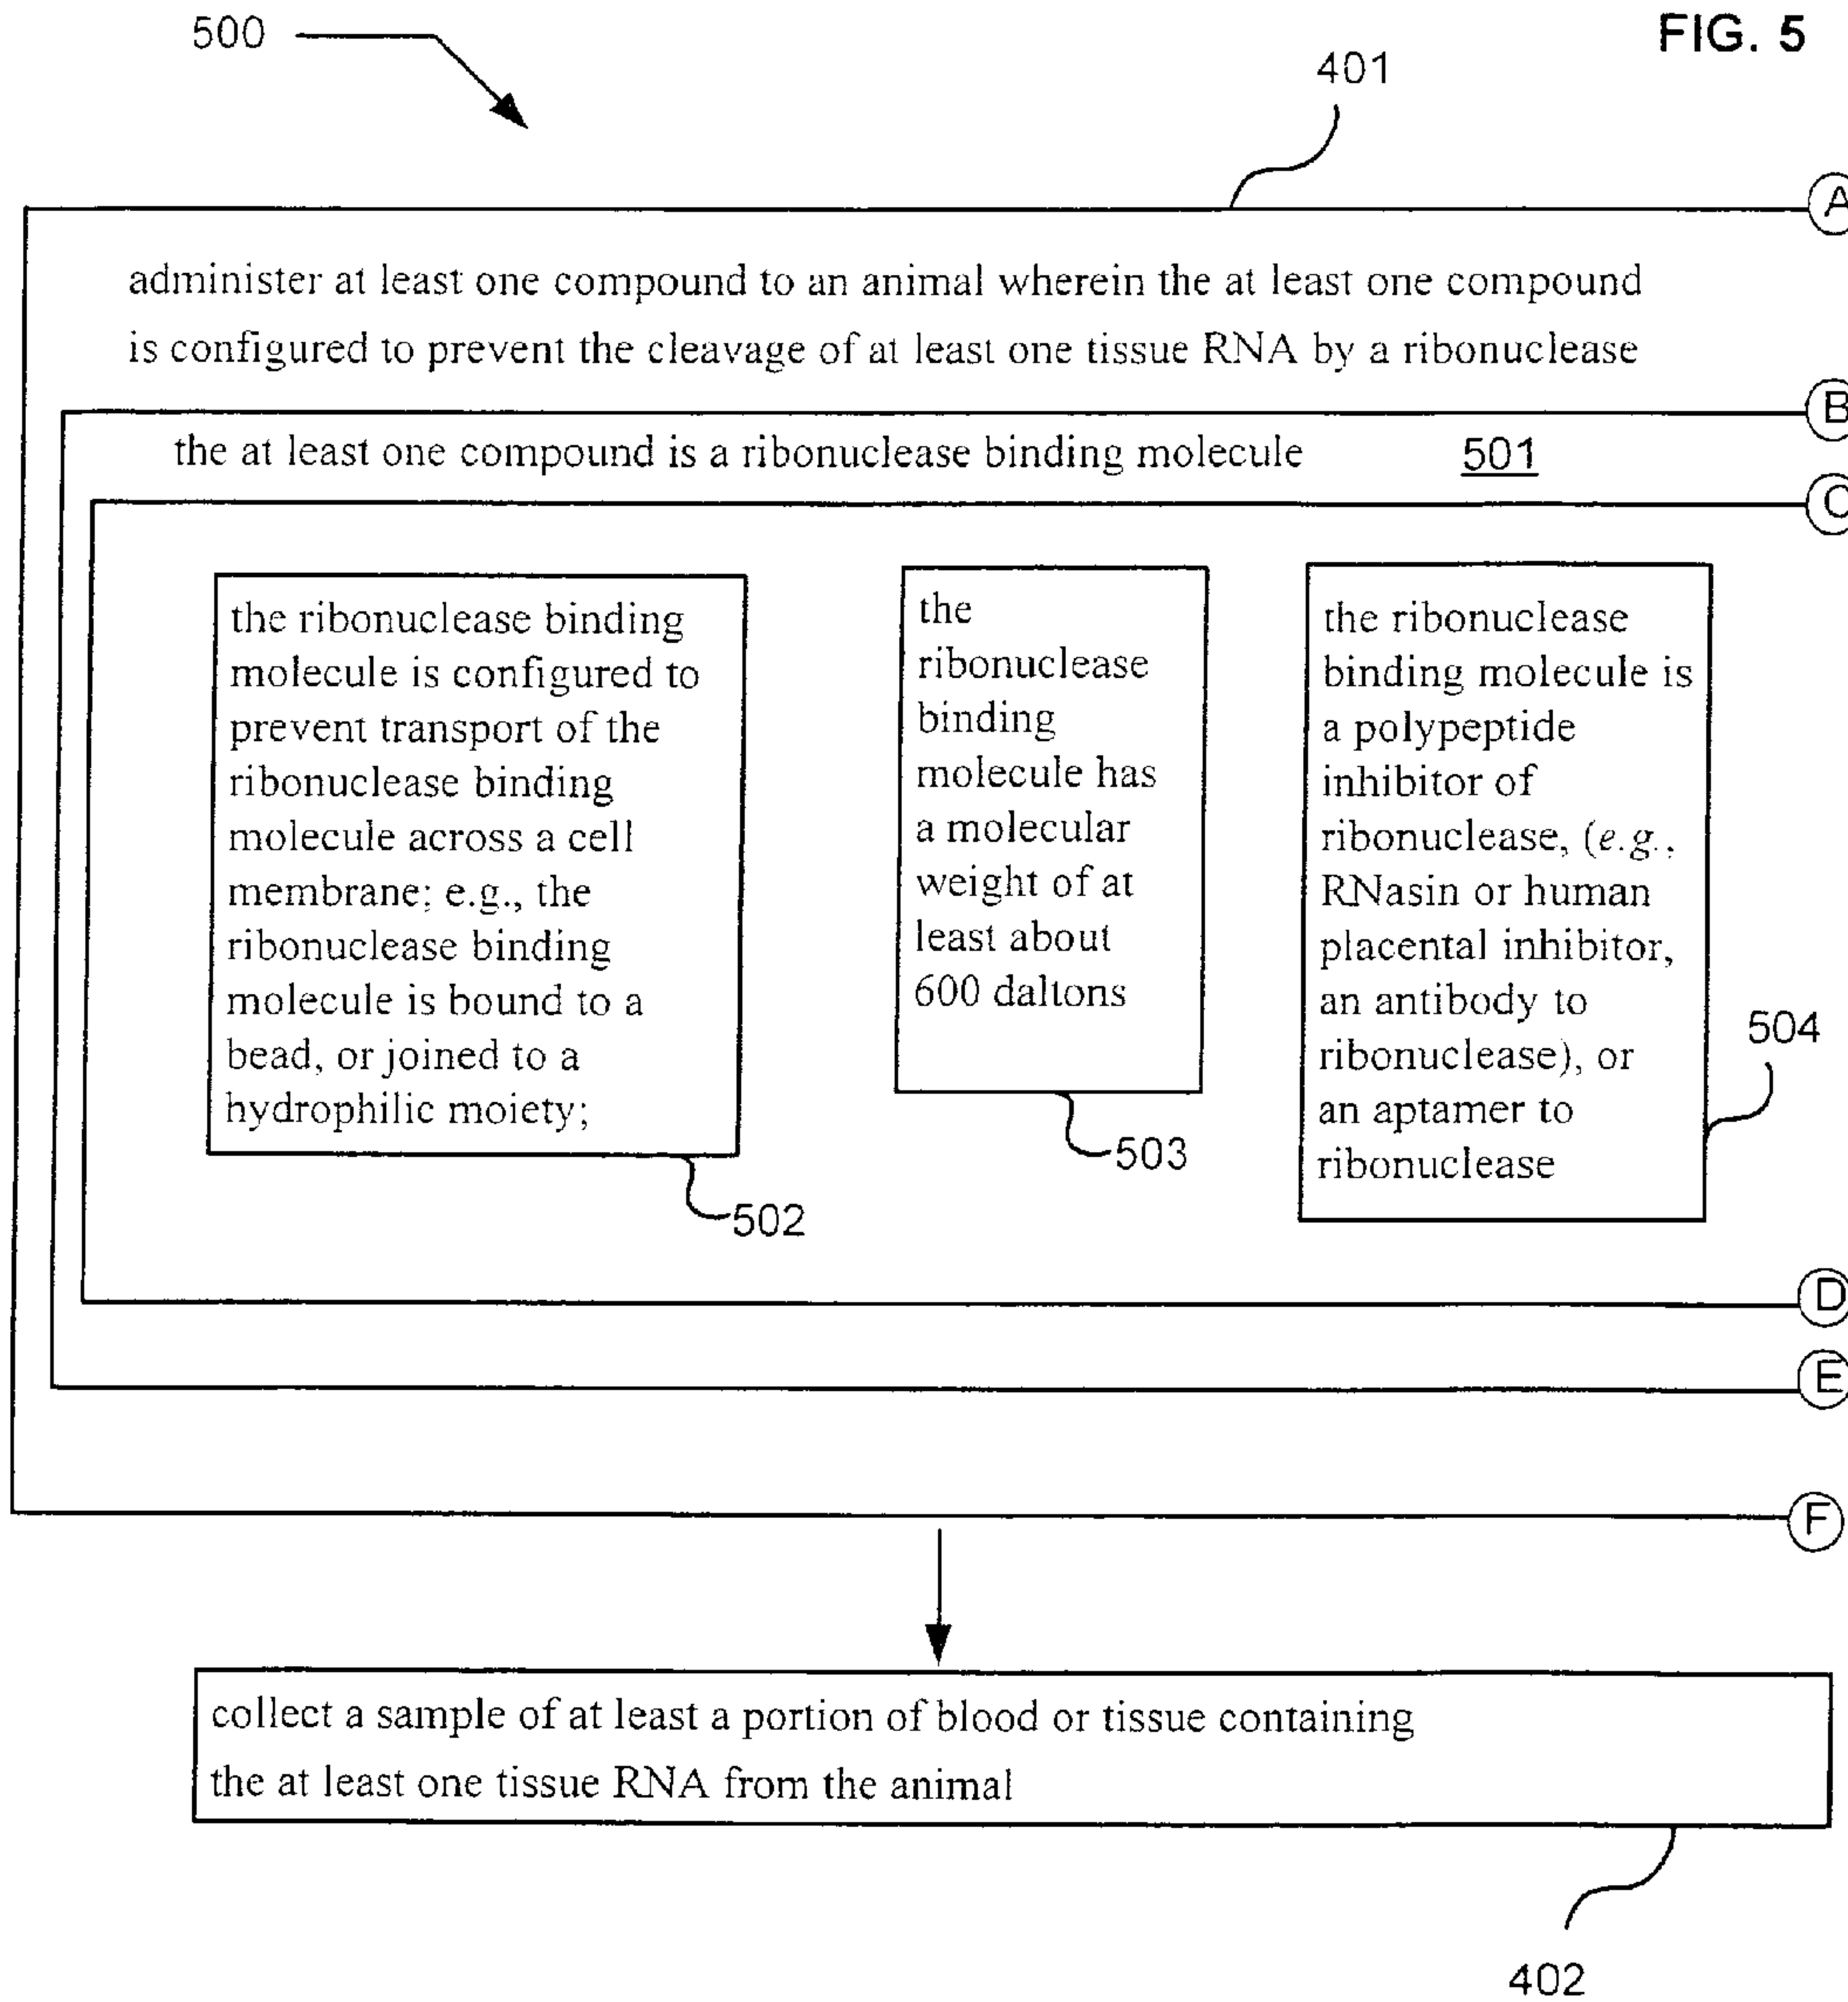 500
FIG. 5
401
A
administer at least one compound to an animal wherein the at least one compound
is configured to prevent the cleavage of at least one tissue RNA by a ribonuclease
B
the at least one compound is a ribonuclease binding molecule 501
C
the ribonuclease binding
molecule is configured to
prevent transport of the
ribonuclease binding
molecule across a cell
membrane; e.g., the
ribonuclease binding
molecule is bound to a
bead, or joined to a
hydrophilic moiety;
502
the
ribonuclease
binding
molecule has
a molecular
weight of at
least about
600 daltons
503
the ribonuclease
binding molecule is
a polypeptide
inhibitor of
ribonuclease, (e.g.,
RNasin or human
placental inhibitor,
an antibody to
ribonuclease), or
an aptamer to
ribonuclease
504
D
E
F
collect a sample of at least a portion of blood or tissue containing
the at least one tissue RNA from the animal
402